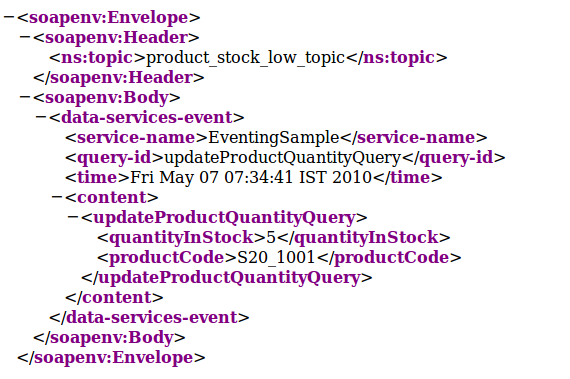 −<soapenv:Envelope>
−<soapenv:Header>
<ns:topic>product_stock_low_topic</ns:topic>
</soapenv:Header>
−<soapenv:Body>
−<data-services-event>
<service-name>EventingSample</service-name>
<query-id>updateProductQuantityQuery</query-id>
<time>Fri May 07 07:34:41 IST 2010</time>
−<content>
−<updateProductQuantityQuery>
<quantityInStock>5</quantityInStock>
<productCode>S20_1001</productCode>
</updateProductQuantityQuery>
</content>
</data-services-event>
</soapenv:Body>
</soapenv:Envelope>